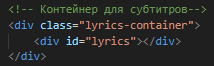 <!-- Контейнер для субтитров-->
<div class="lyrics-container">
    <div id="lyrics"></div>
</div>